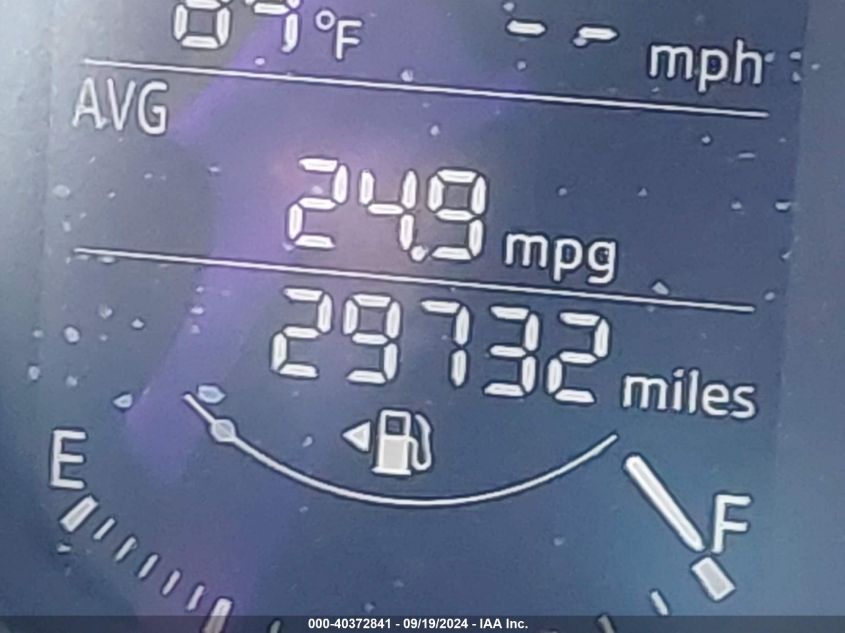 °F -- mph
AVG
24.9 mpg
29732 miles
E F
000-40372841 - 09/19/2024 - IAA Inc.